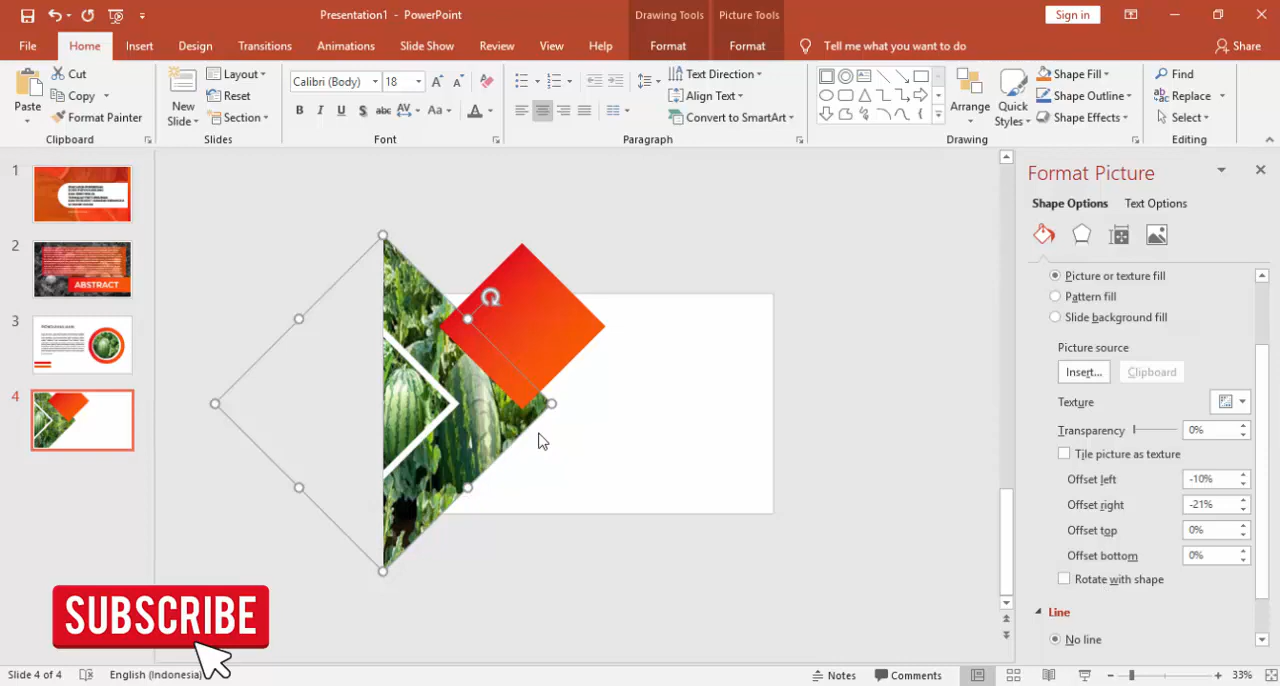 Presentation1 - PowerPoint
Drawing Tools
Picture Tools
Sign in
File
Home
Insert
Design
Transitions
Animations
Slide Show
Review
View
Help
Format
Format
Tell me what you want to do
Share
Paste
Cut
Copy
Format Painter
Clipboard
New
Slide
Layout
Reset
Section
Slides
Calibri (Body)
18
Font
Text Direction
Align Text
Convert to SmartArt
Paragraph
Arrange
Quick
Styles
Shape Fill
Shape Outline
Shape Effects
Drawing
Find
Replace
Select
Editing
1
2
ABSTRACT
3
4
Format Picture
Shape Options
Text Options
Picture or texture fill
Pattern fill
Slide background fill
Picture source
Insert...
Clipboard
Texture
Transparency
0%
Tile picture as texture
Offset left
-10%
Offset right
-21%
Offset top
0%
Offset bottom
0%
Rotate with shape
Line
No line
SUBSCRIBE
Slide 4 of 4
English (Indonesia)
Notes
Comments
33%